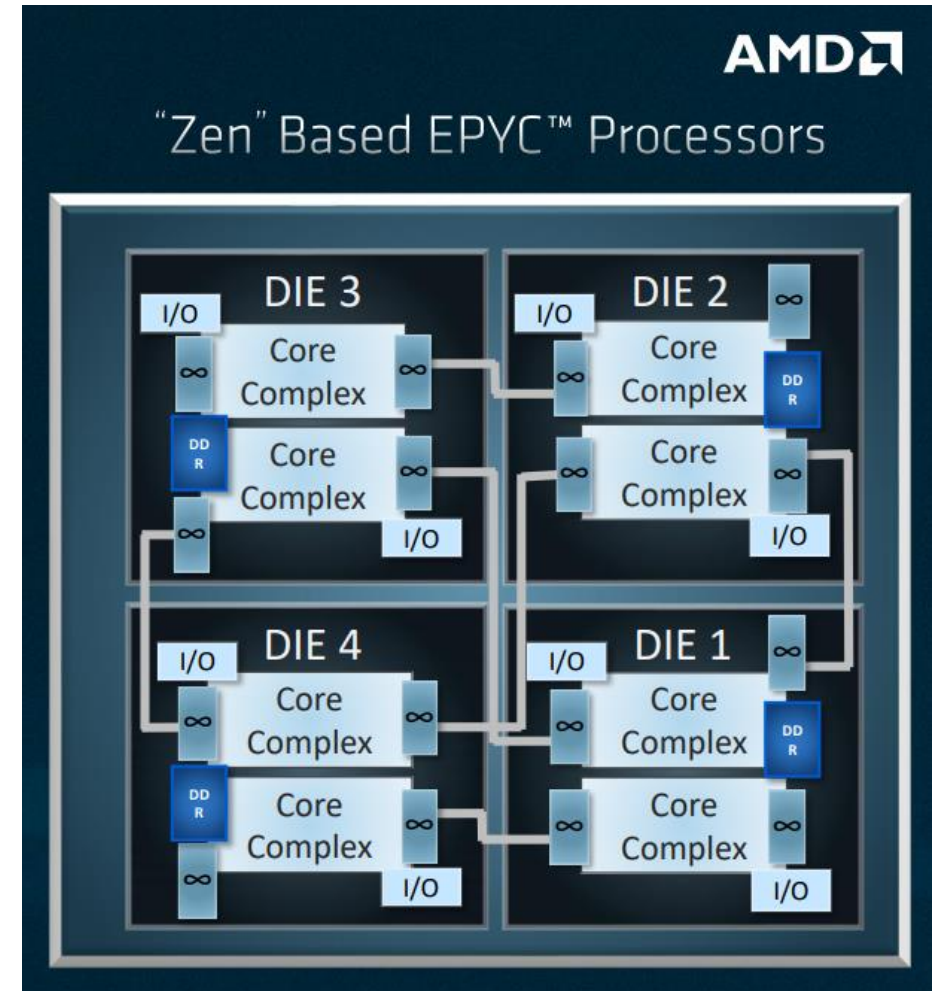 AMD
“Zen” Based EPYC™ Processors
DIE 3
I/O
Core
Complex
∞
∞
DD
R
Core
Complex
∞
∞
I/O
DIE 2
∞
I/O
Core
Complex
∞
DD
R
Core
Complex
∞
∞
I/O
DIE 4
I/O
Core
Complex
∞
∞
DD
R
Core
Complex
∞
∞
I/O
DIE 1
∞
I/O
Core
Complex
∞
DD
R
Core
Complex
∞
∞
I/O